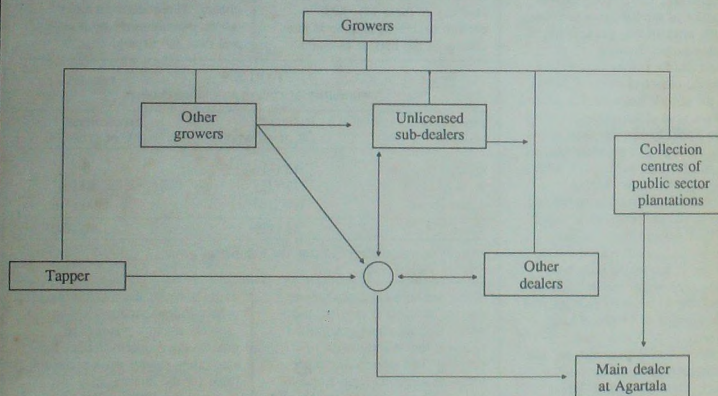 Growers
Other
growers
Unlicensed
sub-dealers
Collection
centres of
public sector
plantations
Tapper
Other
dealers
Main dealer
at Agartala